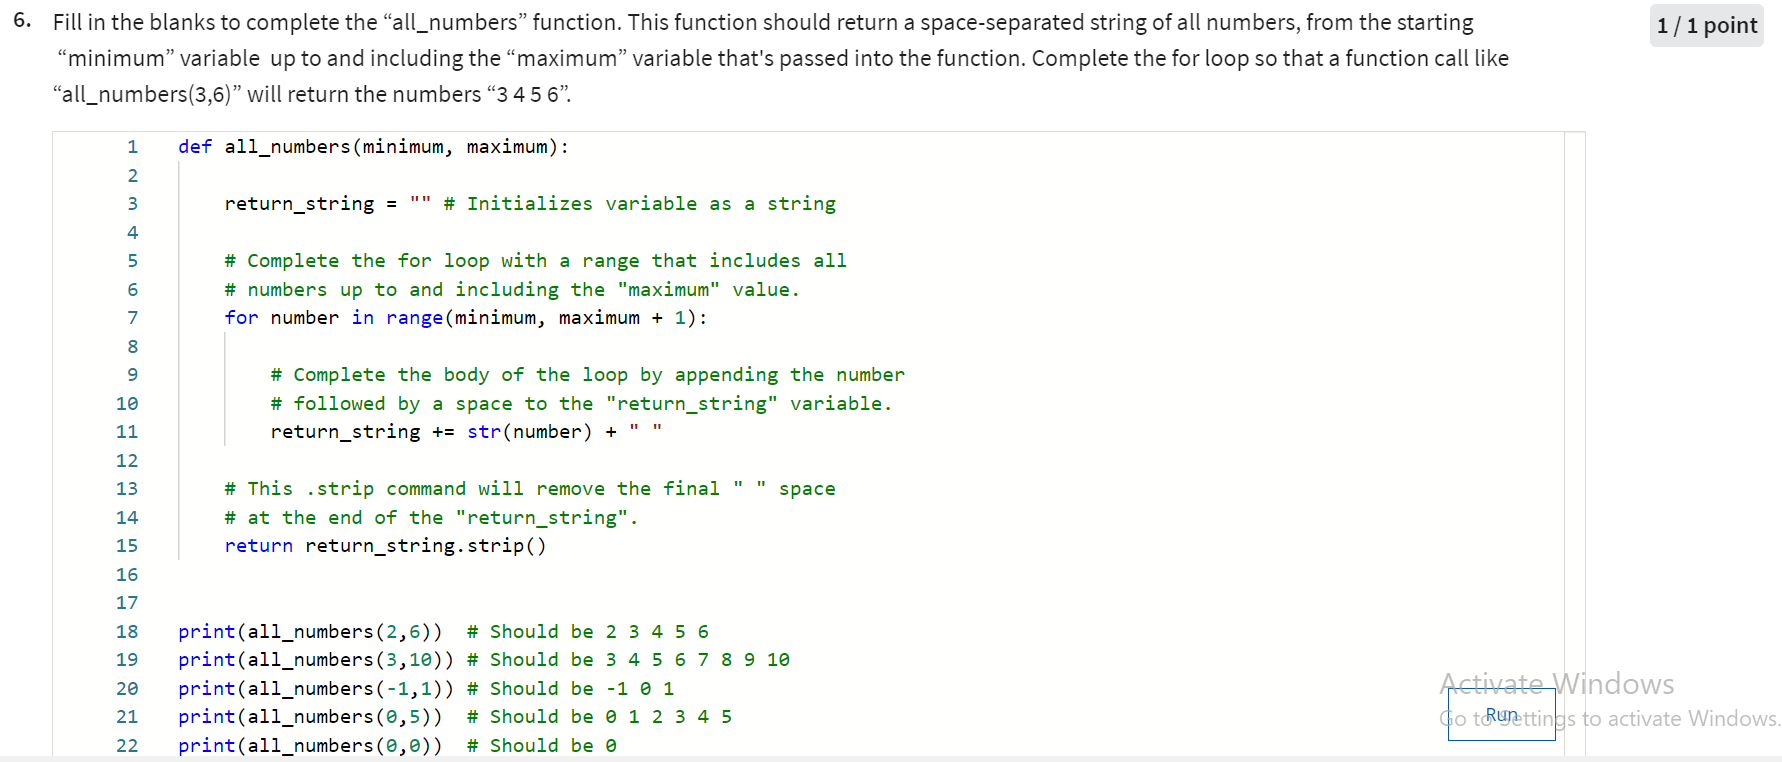 6. Fill in the blanks to complete the “all_numbers” function. This function should return a space-separated string of all numbers, from the starting
“minimum” variable  up to and including the “maximum” variable that's passed into the function. Complete the for loop so that a function call like
“all_numbers(3,6)” will return the numbers “3 4 5 6”.
1 / 1 point
1 def all_numbers(minimum, maximum):
2
3     return_string = "" # Initializes variable as a string
4
5     # Complete the for loop with a range that includes all
6     # numbers up to and including the "maximum" value.
7     for number in range(minimum, maximum + 1):
8
9         # Complete the body of the loop by appending the number
10         # followed by a space to the "return_string" variable.
11         return_string += str(number) + " "
12
13     # This .strip command will remove the final " " space
14     # at the end of the "return_string".
15     return return_string.strip()
16
17
18 print(all_numbers(2,6))  # Should be 2 3 4 5 6
19 print(all_numbers(3,10)) # Should be 3 4 5 6 7 8 9 10
20 print(all_numbers(-1,1)) # Should be -1 0 1
21 print(all_numbers(0,5))  # Should be 0 1 2 3 4 5
22 print(all_numbers(0,0))  # Should be 0
Run
Activate Windows
Go to Settings to activate Windows.